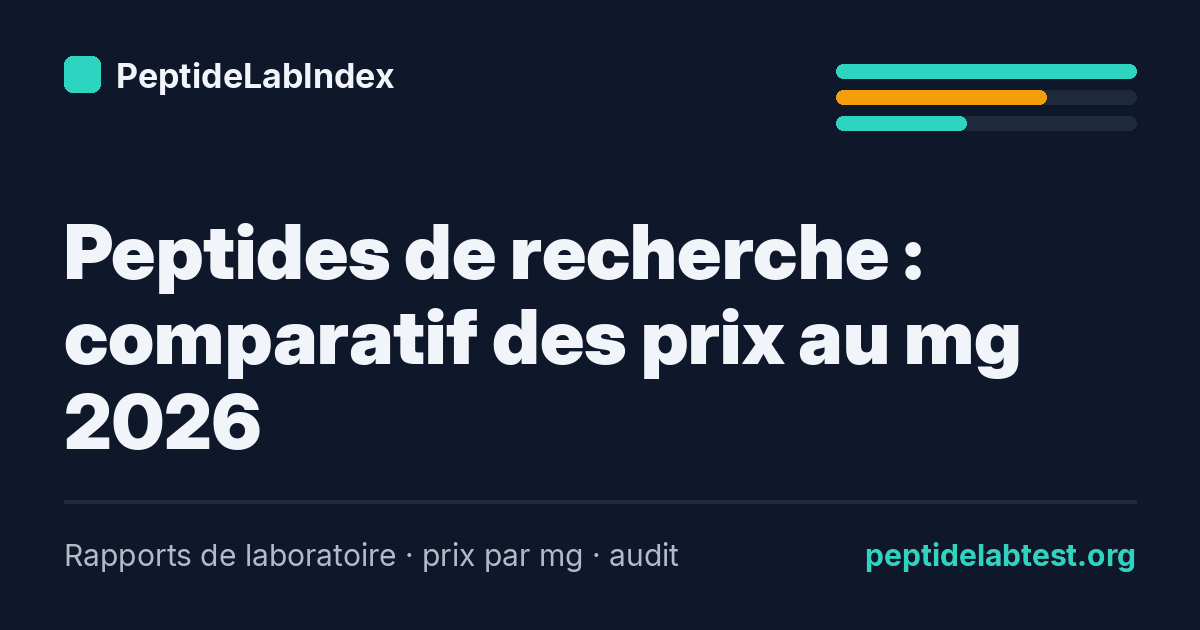 PeptideLabIndex
Peptides de recherche :
comparatif des prix au mg
2026
Rapports de laboratoire · prix par mg · audit
peptidelabtest.org